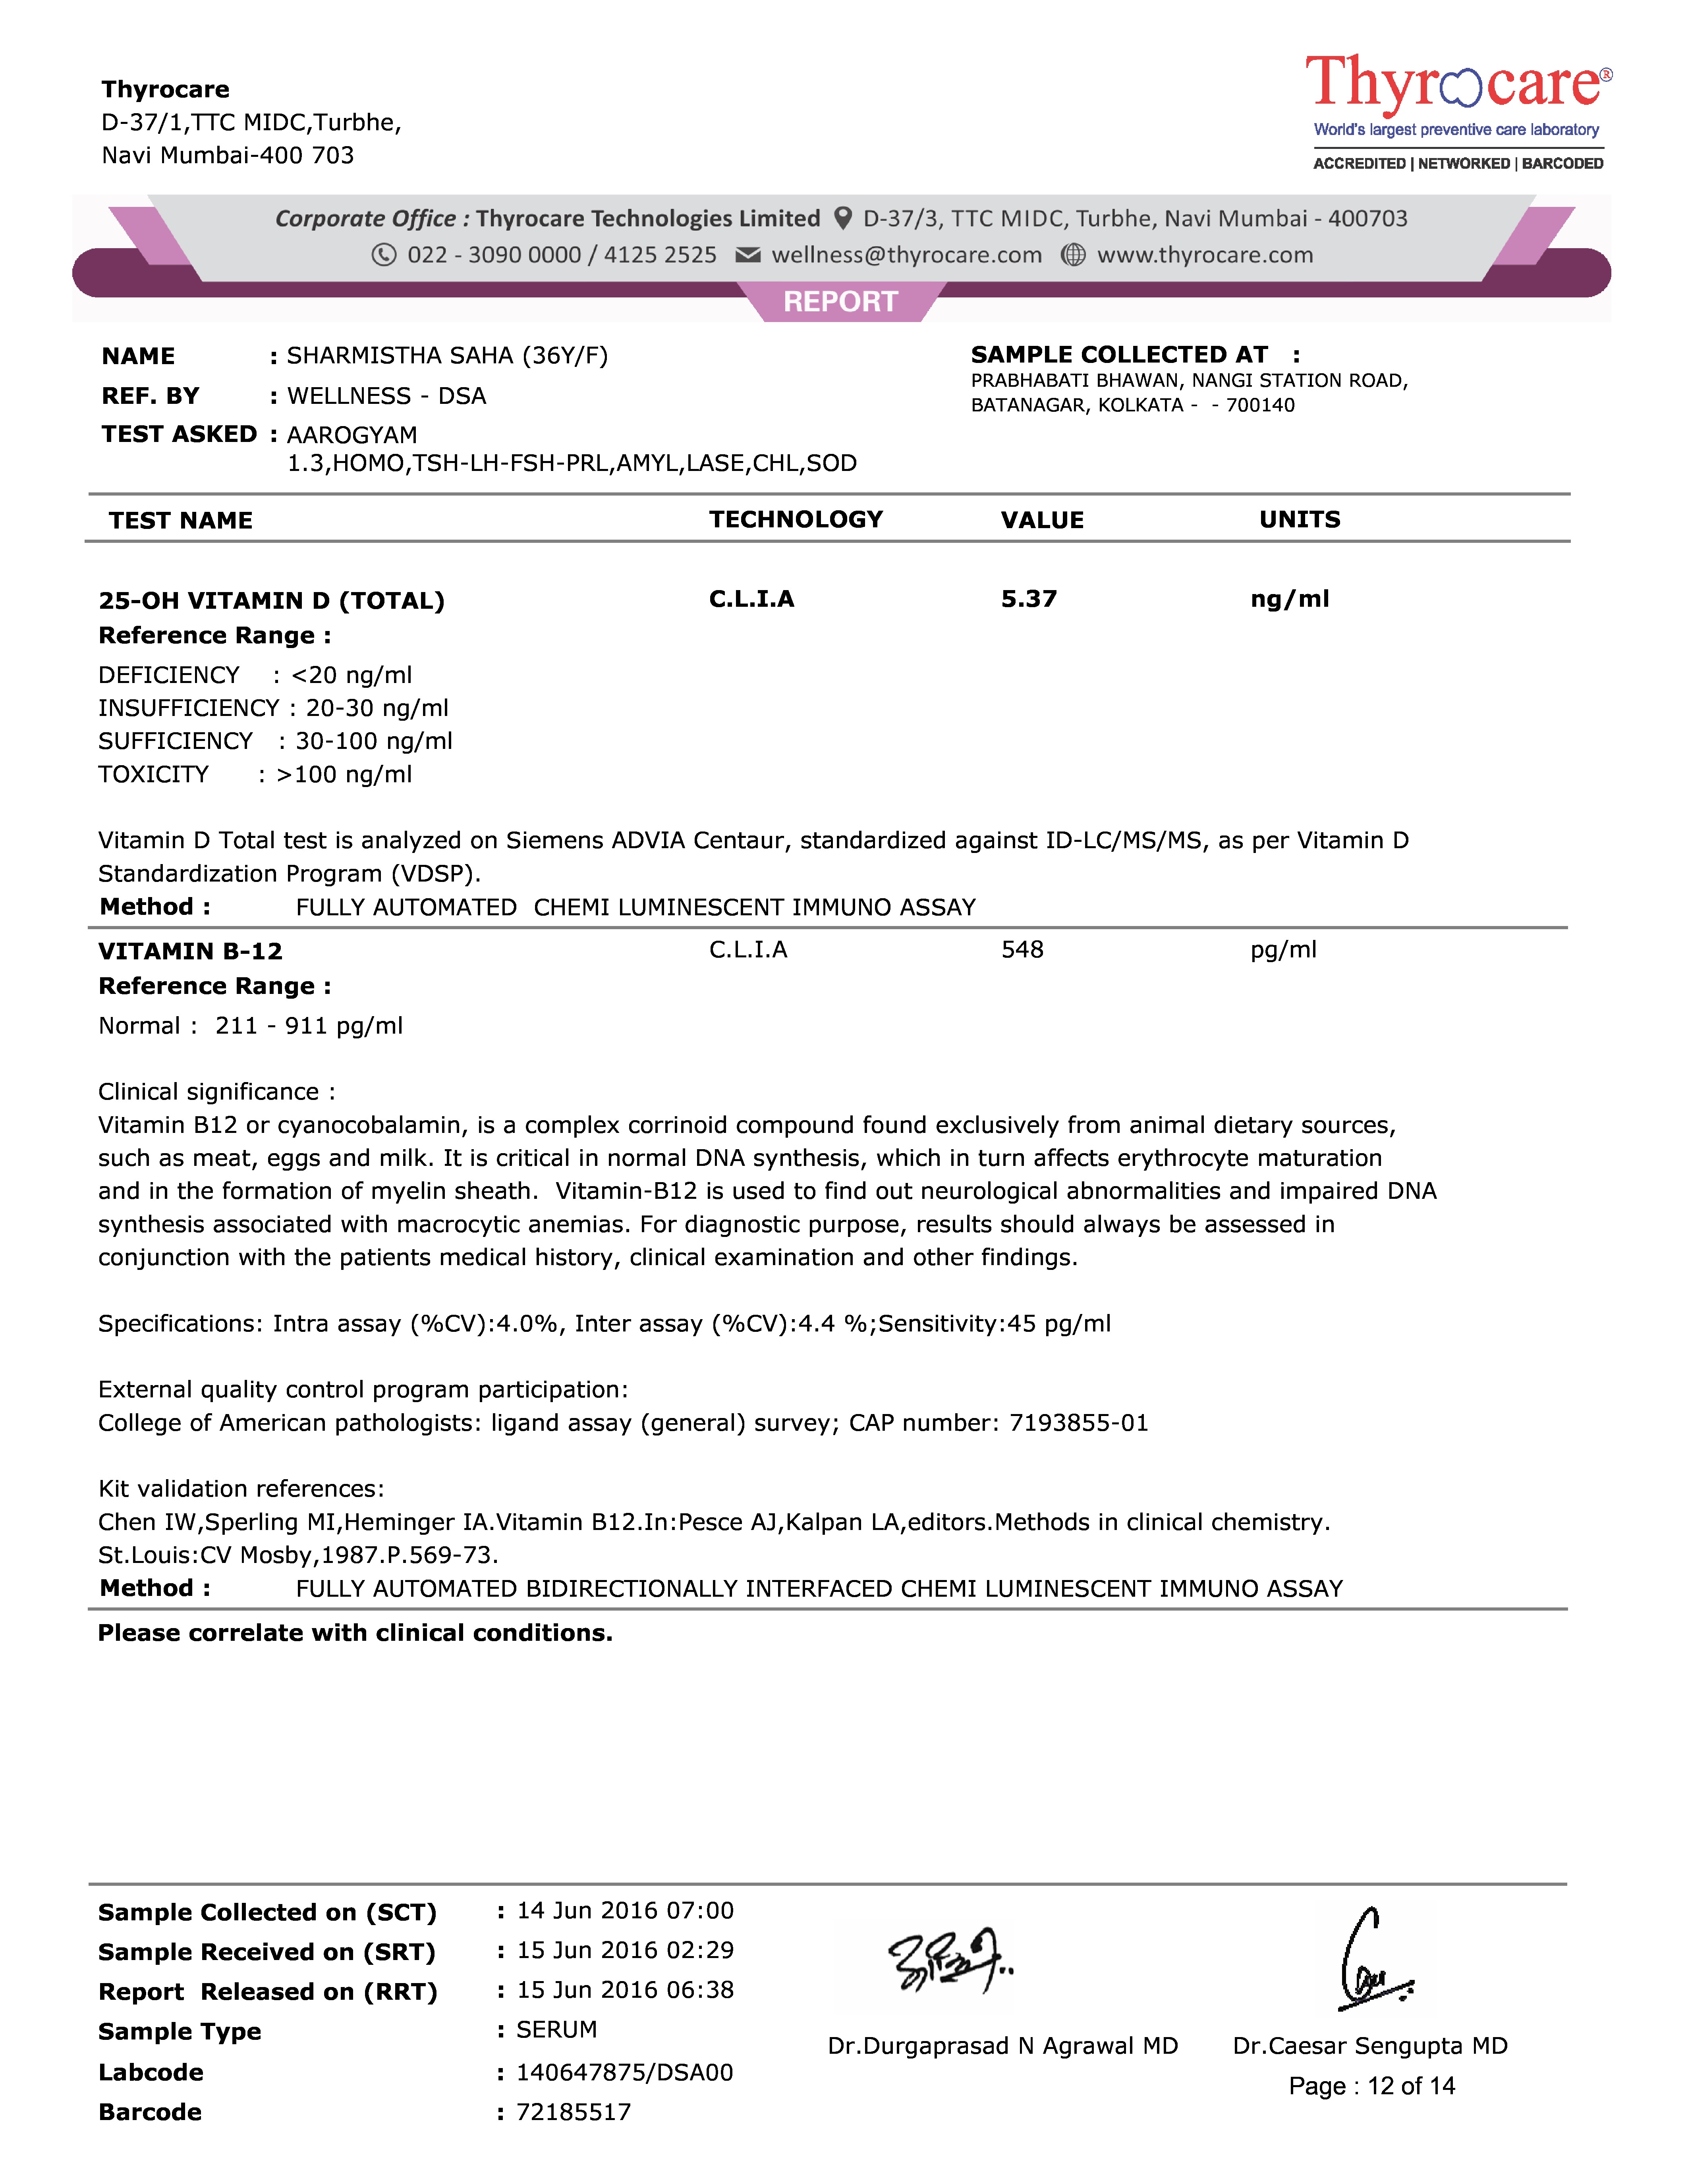 Thyrocare
D-37/1,TTC MIDC,Turbhe,
Navi Mumbai-400 703
Thyrocare®
World's largest preventive care laboratory
ACCREDITED | NETWORKED | BARCODED
Corporate Office : Thyrocare Technologies Limited D-37/3, TTC MIDC, Turbhe, Navi Mumbai - 400703
022 - 3090 0000 / 4125 2525 wellness@thyrocare.com www.thyrocare.com
REPORT
NAME : SHARMISTHA SAHA (36Y/F)
REF. BY : WELLNESS - DSA
TEST ASKED : AAROGYAM
1.3,HOMO,TSH-LH-FSH-PRL,AMYL,LASE,CHL,SOD
SAMPLE COLLECTED AT :
PRABHABATI BHAWAN, NANGI STATION ROAD,
BATANAGAR, KOLKATA - - 700140
TEST NAME TECHNOLOGY VALUE UNITS
25-OH VITAMIN D (TOTAL) C.L.I.A 5.37 ng/ml
Reference Range :
DEFICIENCY : <20 ng/ml
INSUFFICIENCY : 20-30 ng/ml
SUFFICIENCY : 30-100 ng/ml
TOXICITY : >100 ng/ml
Vitamin D Total test is analyzed on Siemens ADVIA Centaur, standardized against ID-LC/MS/MS, as per Vitamin D
Standardization Program (VDSP).
Method : FULLY AUTOMATED CHEMI LUMINESCENT IMMUNO ASSAY
VITAMIN B-12 C.L.I.A 548 pg/ml
Reference Range :
Normal : 211 - 911 pg/ml
Clinical significance :
Vitamin B12 or cyanocobalamin, is a complex corrinoid compound found exclusively from animal dietary sources,
such as meat, eggs and milk. It is critical in normal DNA synthesis, which in turn affects erythrocyte maturation
and in the formation of myelin sheath. Vitamin-B12 is used to find out neurological abnormalities and impaired DNA
synthesis associated with macrocytic anemias. For diagnostic purpose, results should always be assessed in
conjunction with the patients medical history, clinical examination and other findings.
Specifications: Intra assay (%CV):4.0%, Inter assay (%CV):4.4 %;Sensitivity:45 pg/ml
External quality control program participation:
College of American pathologists: ligand assay (general) survey; CAP number: 7193855-01
Kit validation references:
Chen IW,Sperling MI,Heminger IA.Vitamin B12.In:Pesce AJ,Kalpan LA,editors.Methods in clinical chemistry.
St.Louis:CV Mosby,1987.P.569-73.
Method : FULLY AUTOMATED BIDIRECTIONALLY INTERFACED CHEMI LUMINESCENT IMMUNO ASSAY
Please correlate with clinical conditions.
Sample Collected on (SCT) : 14 Jun 2016 07:00
Sample Received on (SRT) : 15 Jun 2016 02:29
Report Released on (RRT) : 15 Jun 2016 06:38
Sample Type : SERUM
Labcode : 140647875/DSA00
Barcode : 72185517
Dr.Durgaprasad N Agrawal MD Dr.Caesar Sengupta MD
Page : 12 of 14